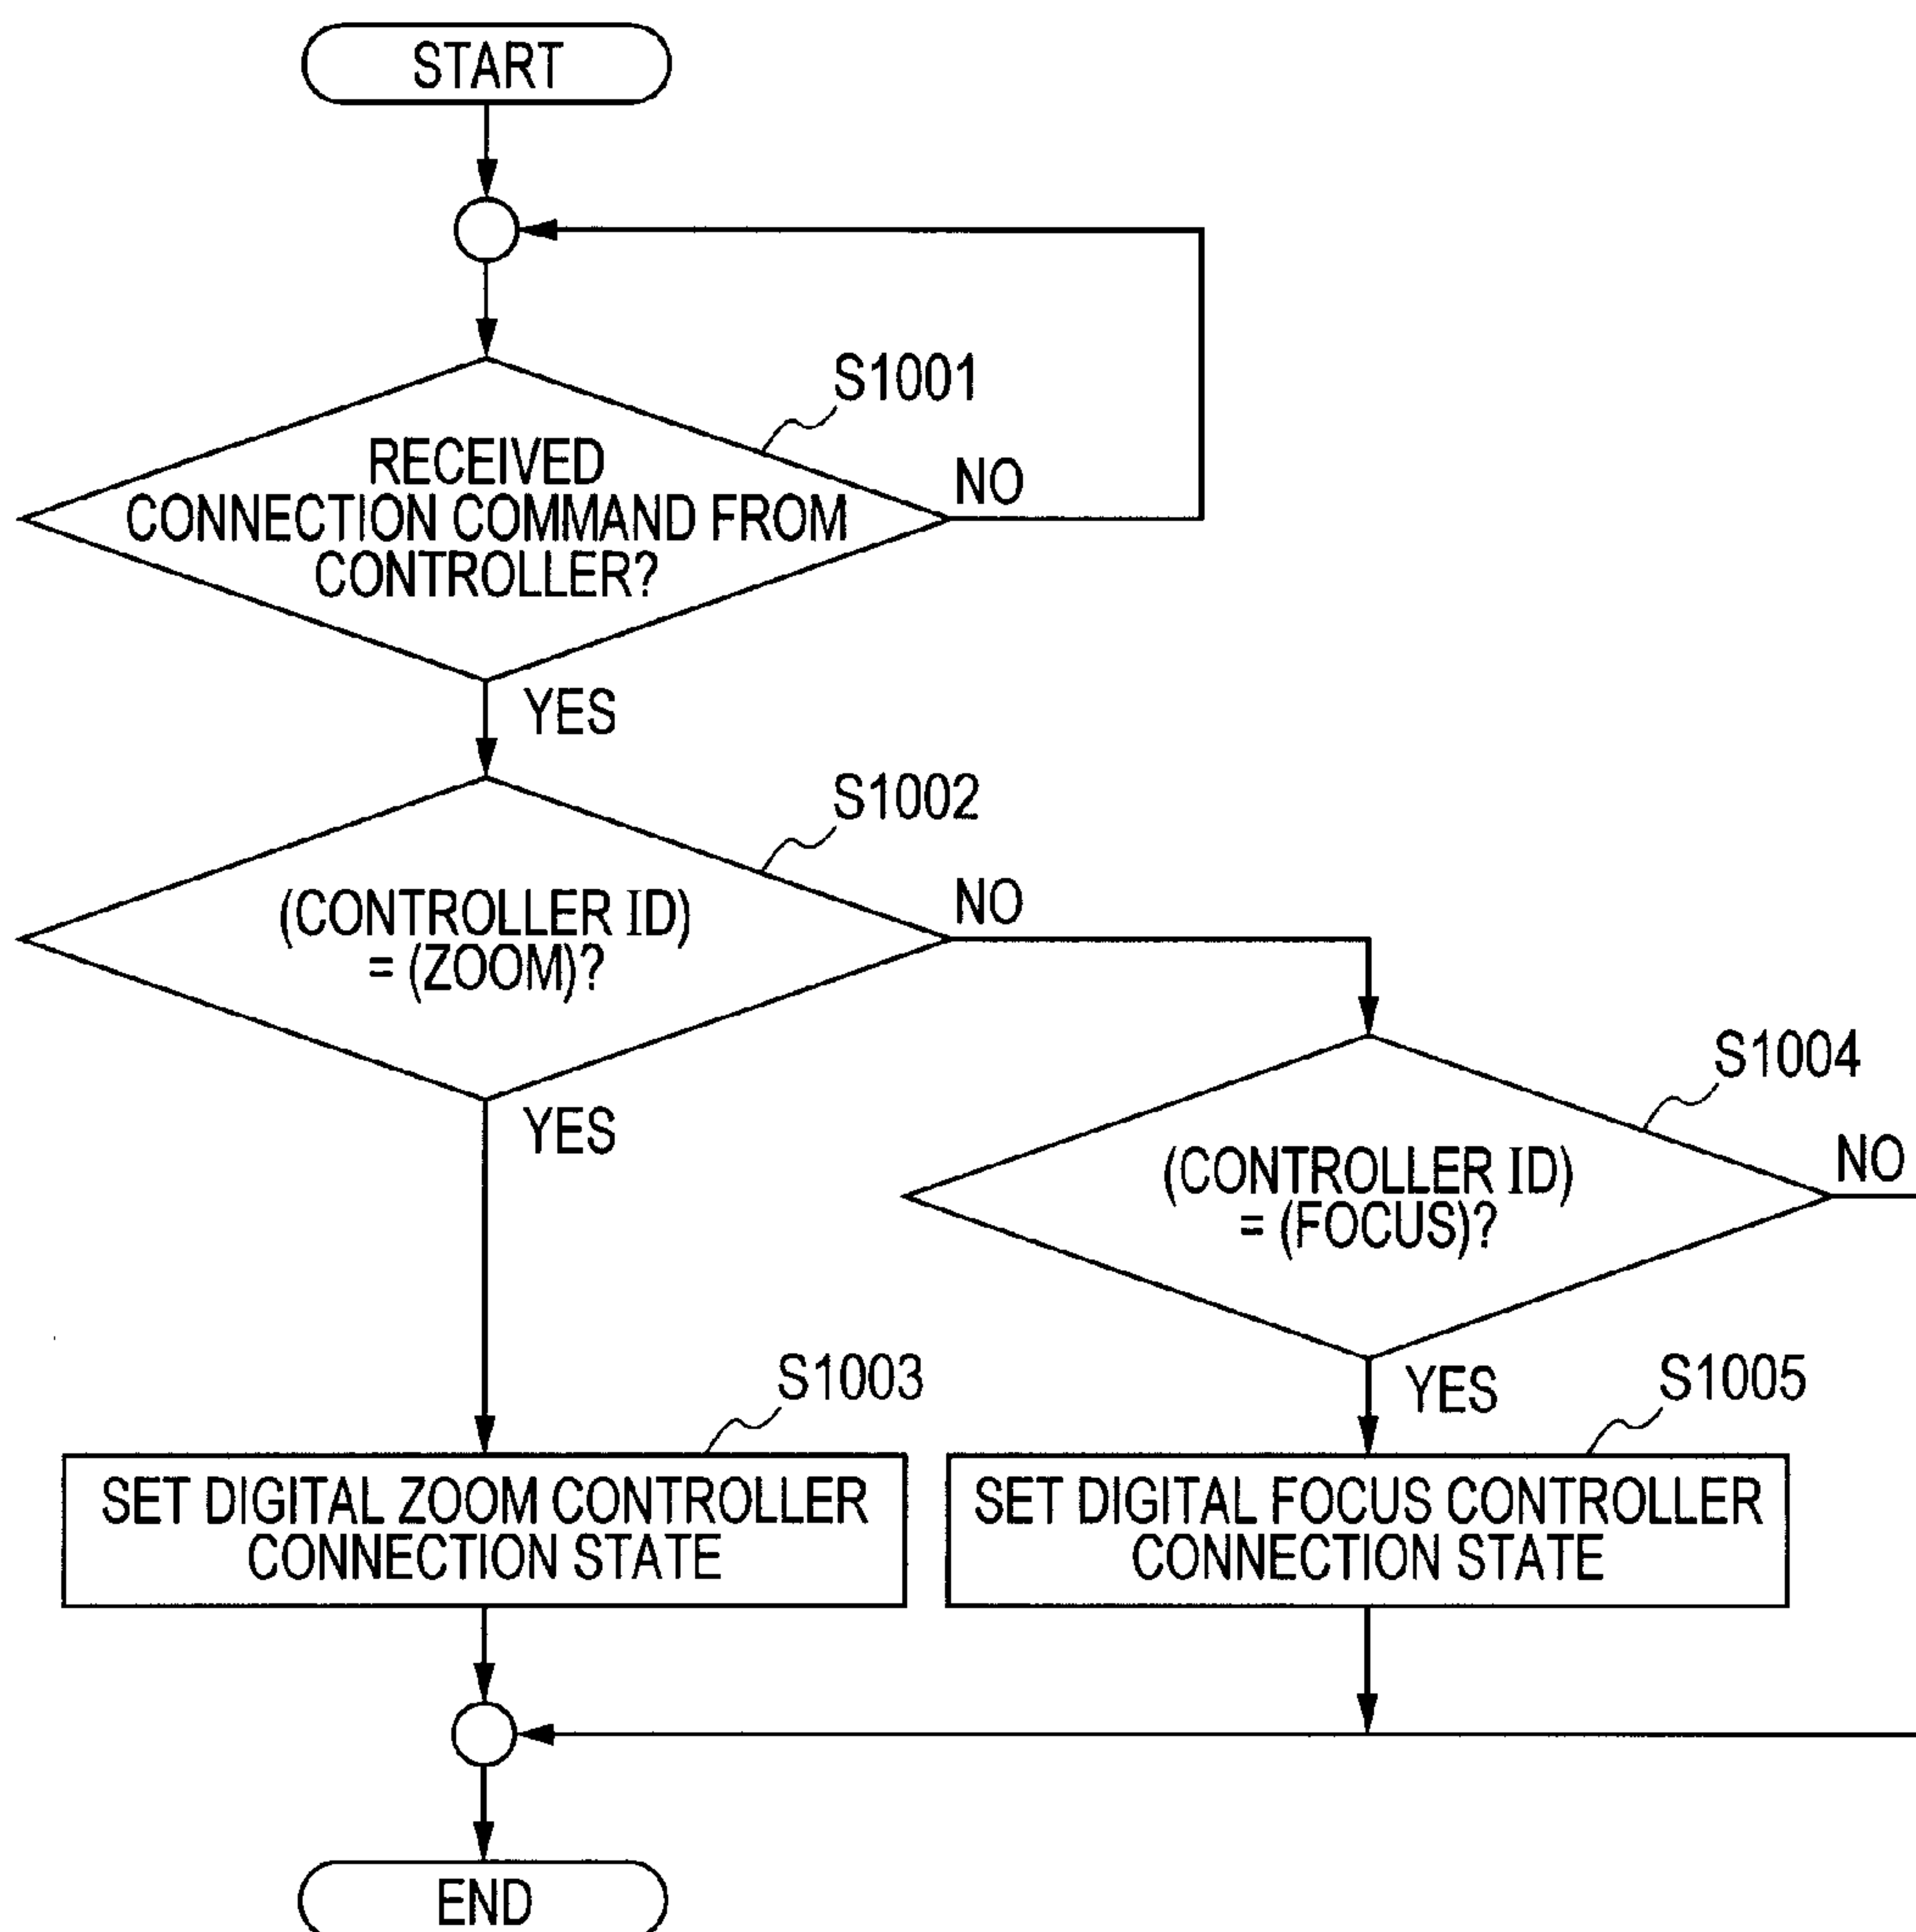 START
S1001
RECEIVED
CONNECTION COMMAND FROM
CONTROLLER?
NO
YES
S1002
(CONTROLLER ID)
= (ZOOM)?
NO
YES
S1004
(CONTROLLER ID)
= (FOCUS)?
NO
YES
S1003
SET DIGITAL ZOOM CONTROLLER
CONNECTION STATE
S1005
SET DIGITAL FOCUS CONTROLLER
CONNECTION STATE
END